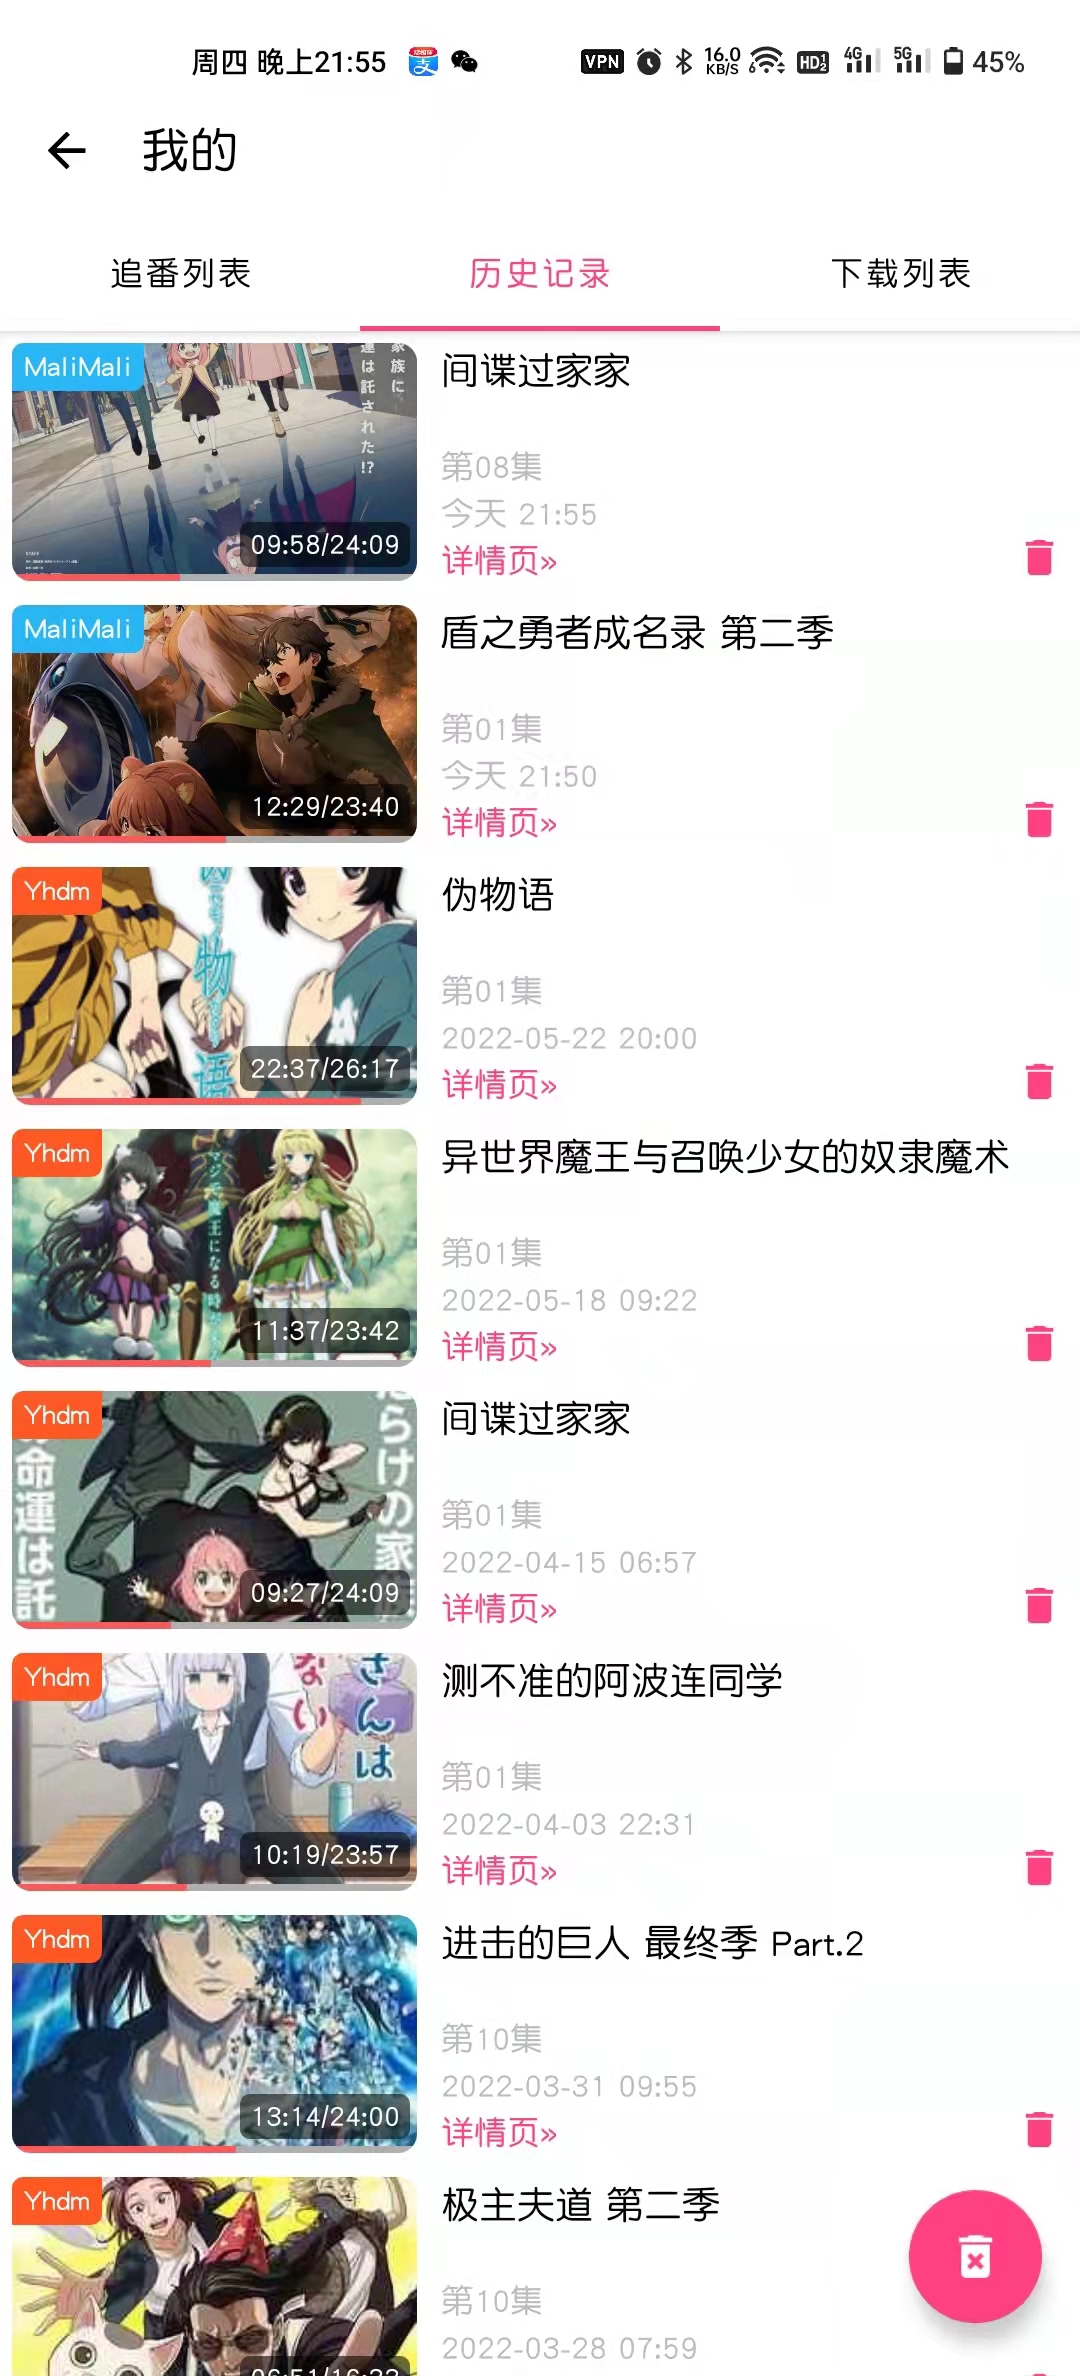 周四 晚上21:55
VPN 16.0 KB/S HD 4G 5G 45%
我的
追番列表 历史记录 下载列表
MaliMali
家族に
運は託された!?
09:58/24:09
间谍过家家
第08集
今天 21:55
详情页»
MaliMali
12:29/23:40
盾之勇者成名录 第二季
第01集
今天 21:50
详情页»
Yhdm
物
语
22:37/26:17
伪物语
第01集
2022-05-22 20:00
详情页»
Yhdm
魔王になる時
11:37/23:42
异世界魔王与召唤少女的奴隶魔术
第01集
2022-05-18 09:22
详情页»
Yhdm
らけの家
命運は託
09:27/24:09
间谍过家家
第01集
2022-04-15 06:57
详情页»
Yhdm
さんは
ない
10:19/23:57
测不准的阿波连同学
第01集
2022-04-03 22:31
详情页»
Yhdm
13:14/24:00
进击的巨人 最终季 Part.2
第10集
2022-03-31 09:55
详情页»
Yhdm
极主夫道 第二季
第10集
2022-03-28 07:59